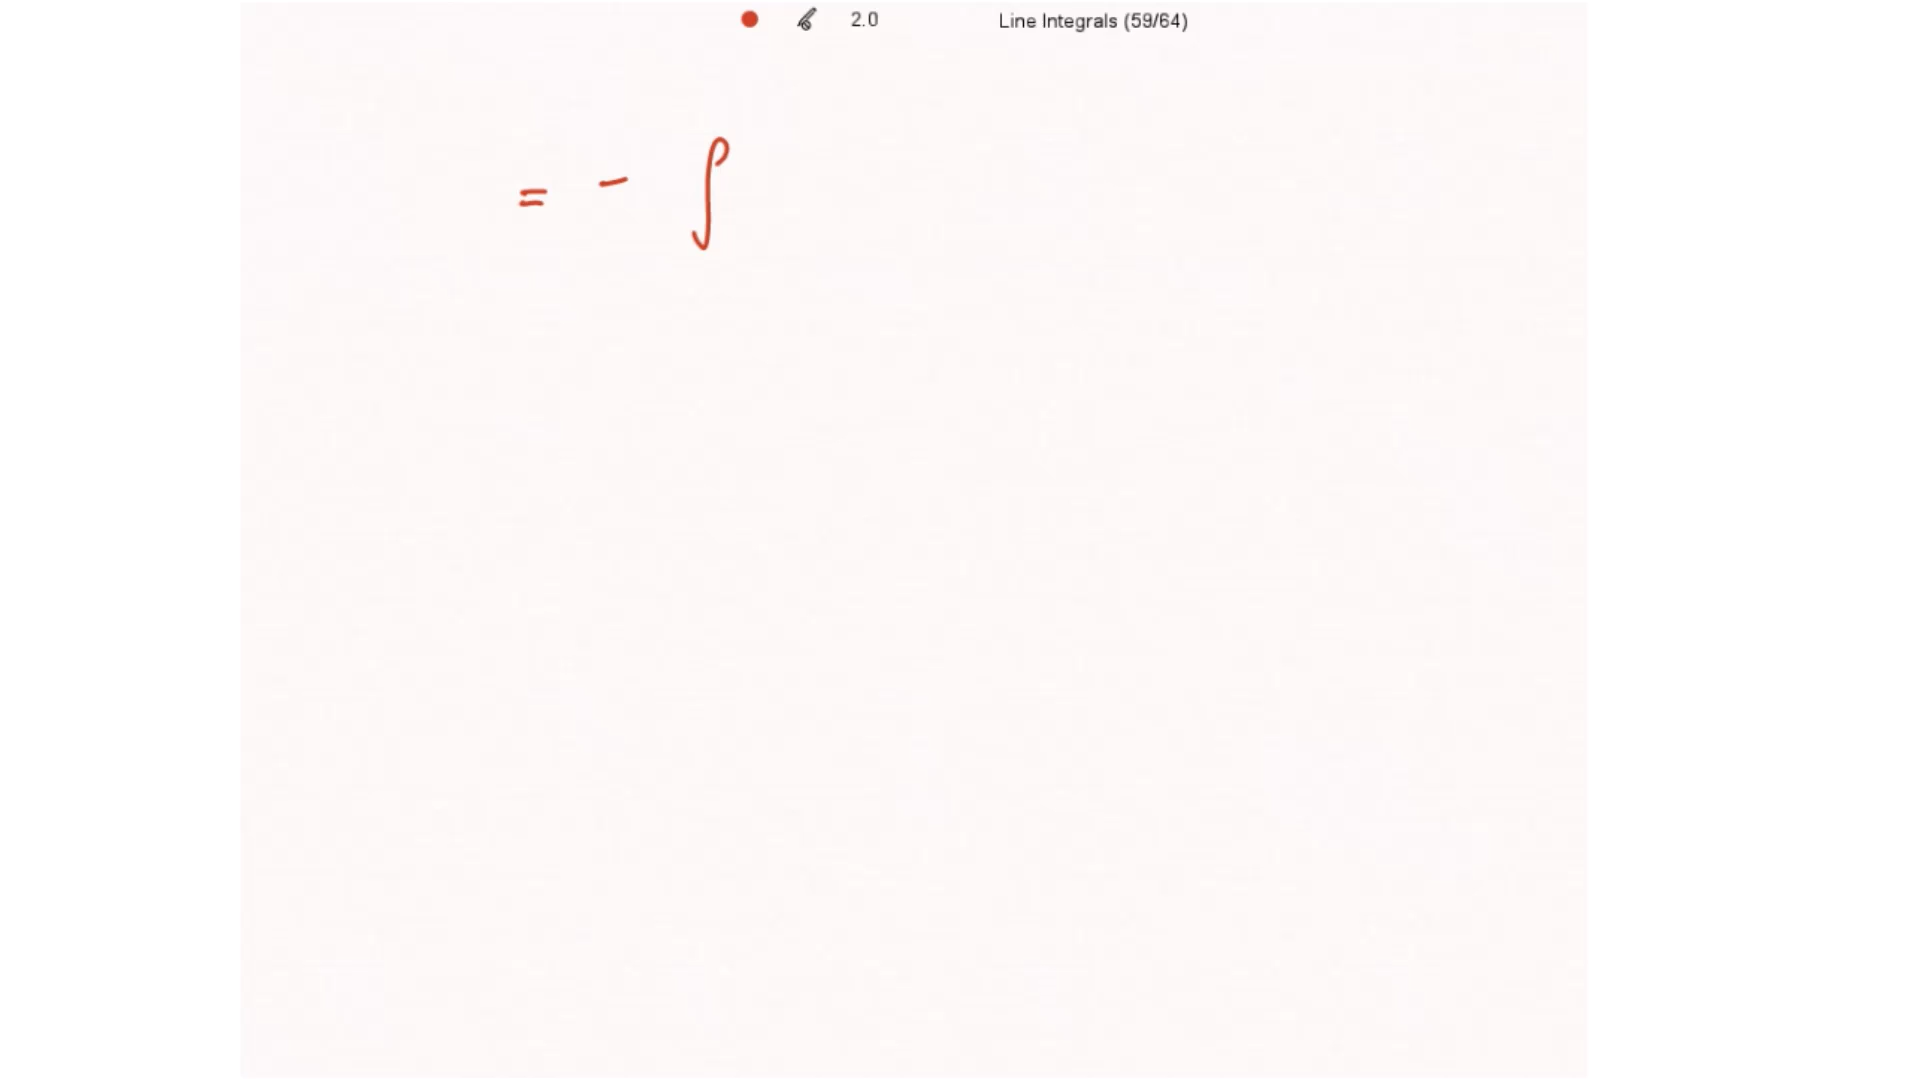 2.0 Line Integrals (59/64)
= - ∫